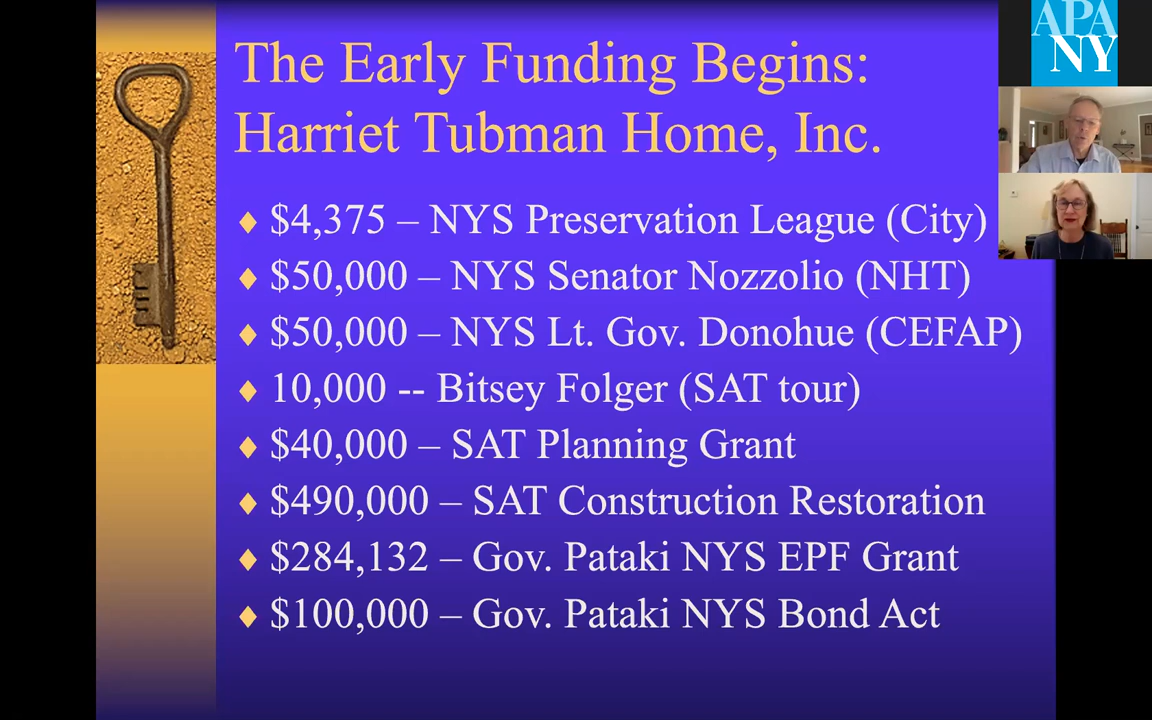 The Early Funding Begins:
Harriet Tubman Home, Inc.
$4,375 – NYS Preservation League (City)
$50,000 – NYS Senator Nozzolio (NHT)
$50,000 – NYS Lt. Gov. Donohue (CEFAP)
10,000 -- Bitsey Folger (SAT tour)
$40,000 – SAT Planning Grant
$490,000 – SAT Construction Restoration
$284,132 – Gov. Pataki NYS EPF Grant
$100,000 – Gov. Pataki NYS Bond Act
APA
NY